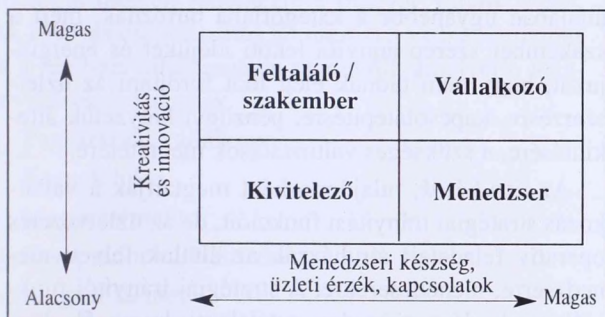 Magas
Kreativitás
és innováció
Feltaláló /
szakember
Vállalkozó
Kivitelező
Menedzser
Menedzseri készség,
üzleti érzék, kapcsolatok
Alacsony
Magas